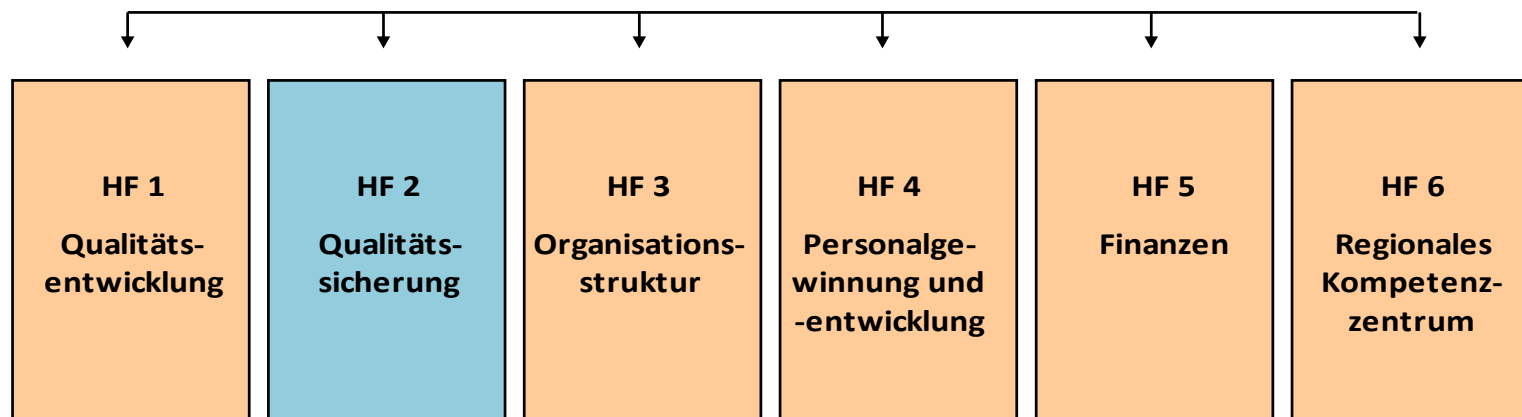 HF 1
Qualitäts-
entwicklung
HF 2
Qualitäts-
sicherung
HF 3
Organisations-
struktur
HF 4
Personalge-
winnung und
-entwicklung
HF 5
Finanzen
HF 6
Regionales
Kompetenz-
zentrum